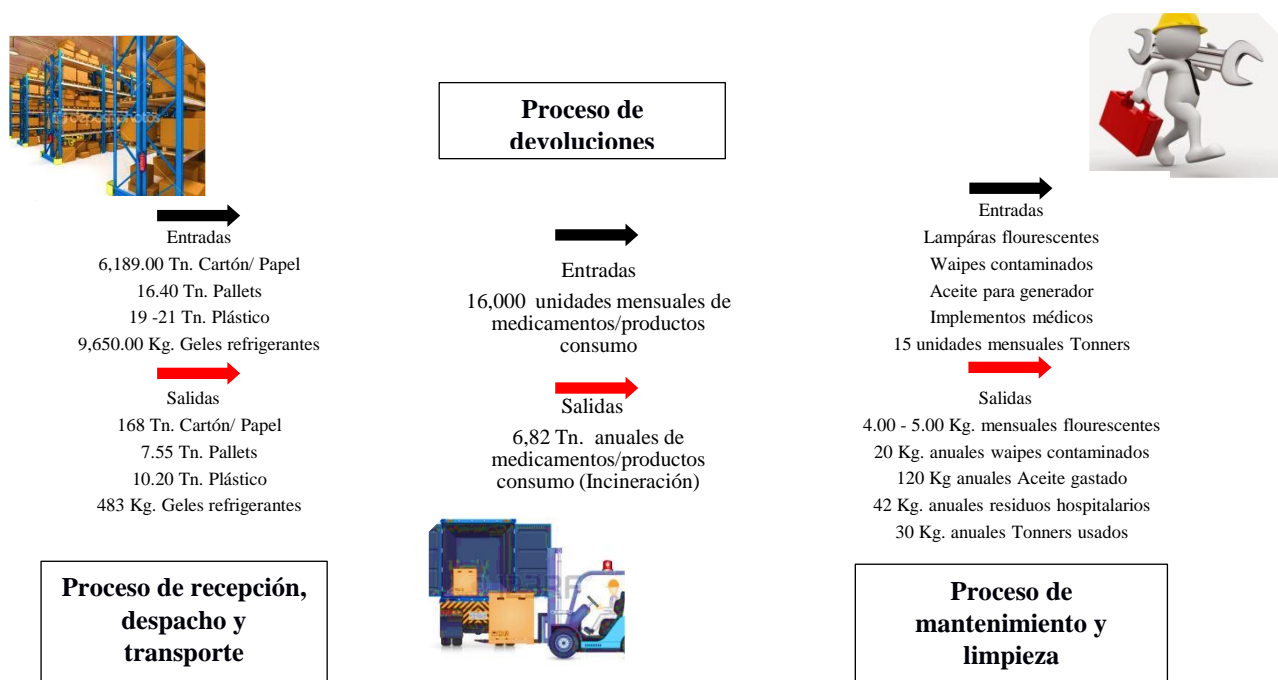 depositphotos
Entradas
6,189.00 Tn. Cartón/ Papel
16.40 Tn. Pallets
19 -21 Tn. Plástico
9,650.00 Kg. Geles refrigerantes
Salidas
168 Tn. Cartón/ Papel
7.55 Tn. Pallets
10.20 Tn. Plástico
483 Kg. Geles refrigerantes
Proceso de recepción,
despacho y
transporte
Proceso de
devoluciones
Entradas
16,000 unidades mensuales de
medicamentos/productos
consumo
Salidas
6,82 Tn. anuales de
medicamentos/productos
consumo (Incineración)
Entradas
Lampáras flourescentes
Waipes contaminados
Aceite para generador
Implementos médicos
15 unidades mensuales Tonners
Salidas
4.00 - 5.00 Kg. mensuales flourescentes
20 Kg. anuales waipes contaminados
120 Kg anuales Aceite gastado
42 Kg. anuales residuos hospitalarios
30 Kg. anuales Tonners usados
Proceso de
mantenimiento y
limpieza